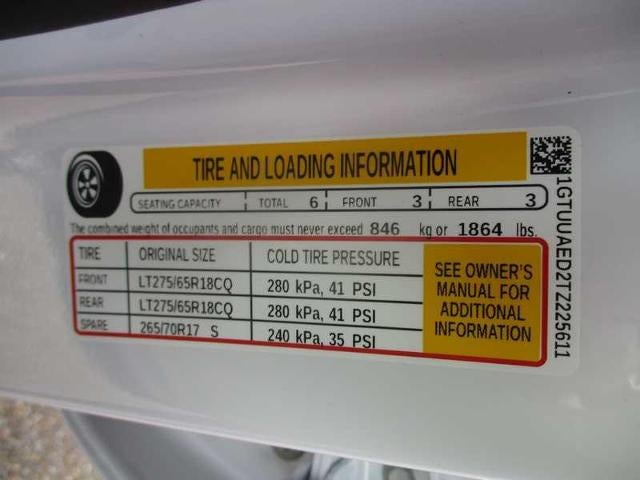 TIRE AND LOADING INFORMATION
SEATING CAPACITY TOTAL 6 FRONT 3 REAR 3
The combined weight of occupants and cargo must never exceed 846 kg or 1864 lbs.
TIRE ORIGINAL SIZE COLD TIRE PRESSURE
FRONT LT275/65R18CQ 280 kPa, 41 PSI
REAR LT275/65R18CQ 280 kPa, 41 PSI
SPARE 265/70R17 S 240 kPa, 35 PSI
SEE OWNER'S
MANUAL FOR
ADDITIONAL
INFORMATION
1GTUUAED2TZ225611